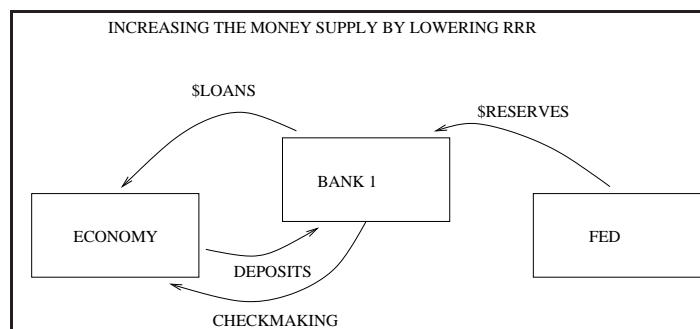 INCREASING THE MONEY SUPPLY BY LOWERING RRR
$LOANS
$RESERVES
BANK 1
ECONOMY
FED
DEPOSITS
CHECKMAKING